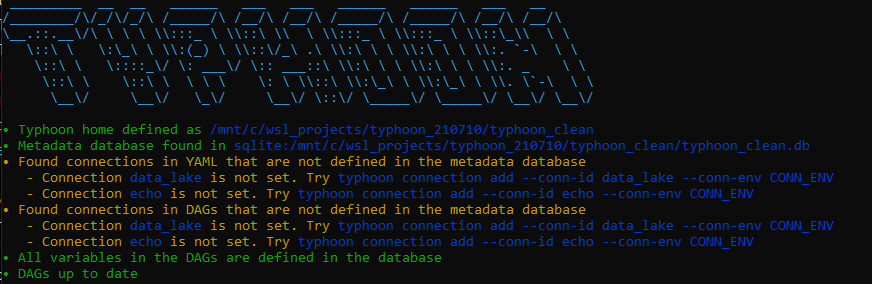 • Typhoon home defined as /mnt/c/wsl_projects/typhoon_210710/typhoon_clean
• Metadata database found in sqlite:/mnt/c/wsl_projects/typhoon_210710/typhoon_clean/typhoon_clean.db
• Found connections in YAML that are not defined in the metadata database
- Connection data_lake is not set. Try typhoon connection add --conn-id data_lake --conn-env CONN_ENV
- Connection echo is not set. Try typhoon connection add --conn-id echo --conn-env CONN_ENV
• Found connections in DAGs that are not defined in the metadata database
- Connection data_lake is not set. Try typhoon connection add --conn-id data_lake --conn-env CONN_ENV
- Connection echo is not set. Try typhoon connection add --conn-id echo --conn-env CONN_ENV
• All variables in the DAGs are defined in the database
• DAGs up to date